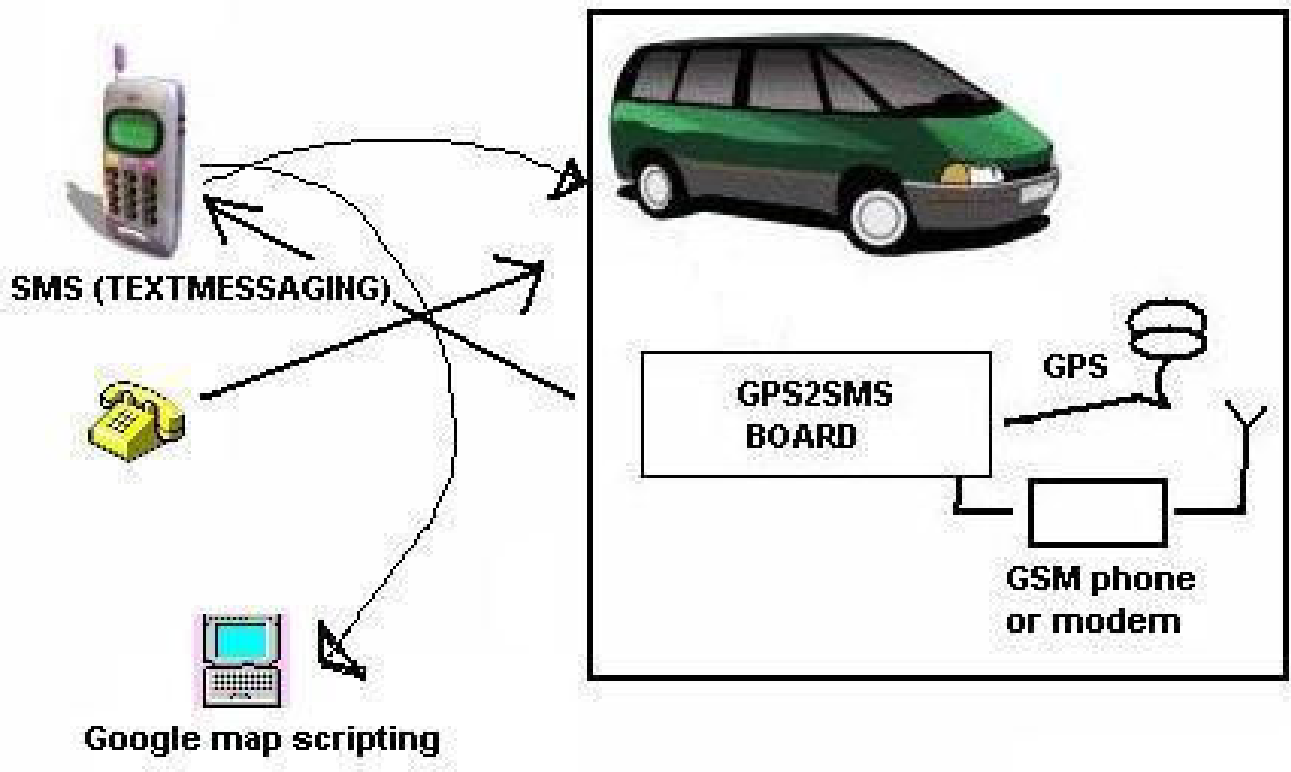 SMS (TEXTMESSAGING)
GPS
GPS2SMS
BOARD
GSM phone
or modem
Google map scripting